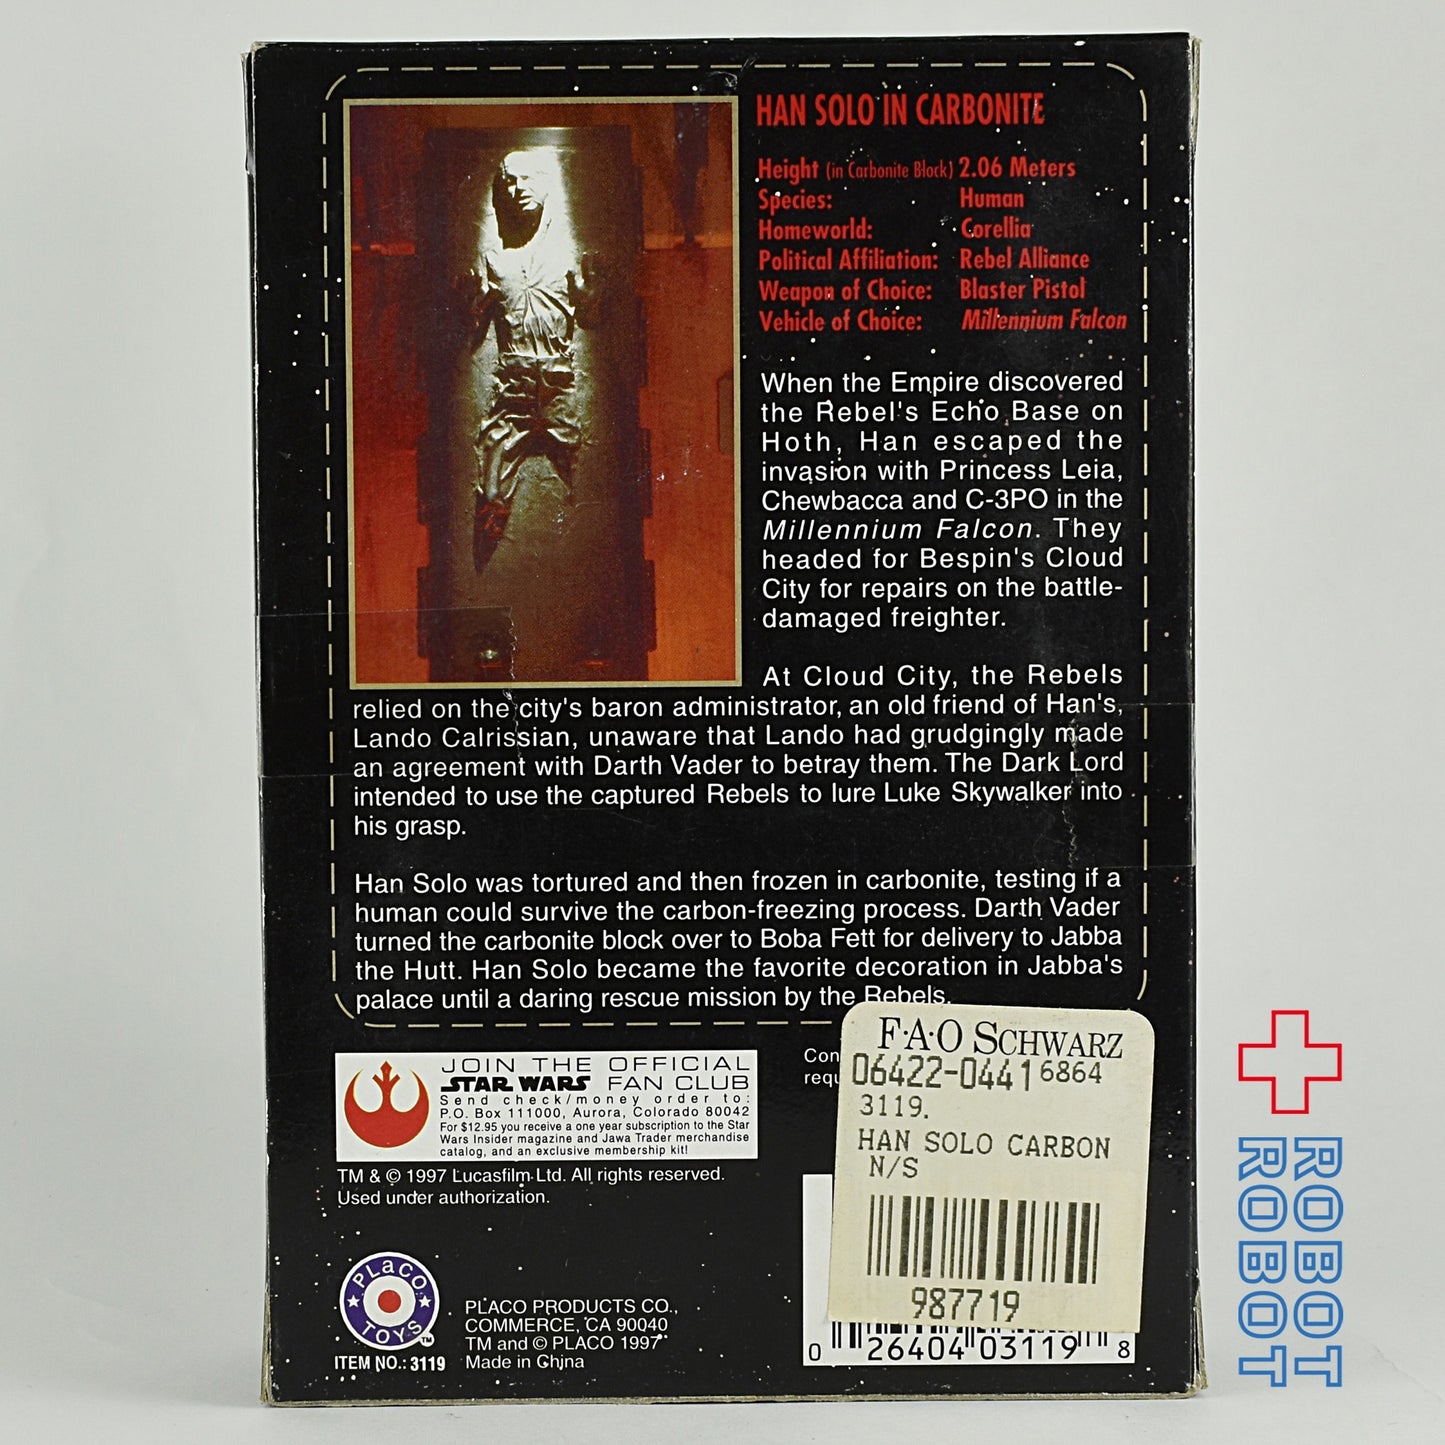 HAN SOLO IN CARBONITE
Height (in Carbonite Block) 2.06 Meters
Species: Human
Homeworld: Corellia
Political Affiliation: Rebel Alliance
Weapon of Choice: Blaster Pistol
Vehicle of Choice: Millennium Falcon
When the Empire discovered
the Rebel's Echo Base on
Hoth, Han escaped the
invasion with Princess Leia,
Chewbacca and C-3PO in the
Millennium Falcon. They
headed for Bespin's Cloud
City for repairs on the battle-
damaged freighter.
At Cloud City, the Rebels
relied on the city's baron administrator, an old friend of Han's,
Lando Calrissian, unaware that Lando had grudgingly made
an agreement with Darth Vader to betray them. The Dark Lord
intended to use the captured Rebels to lure Luke Skywalker into
his grasp.
Han Solo was tortured and then frozen in carbonite, testing if a
human could survive the carbon-freezing process. Darth Vader
turned the carbonite block over to Boba Fett for delivery to Jabba
the Hutt. Han Solo became the favorite decoration in Jabba's
palace until a daring rescue mission by the Rebels.
JOIN THE OFFICIAL
STAR WARS FAN CLUB
Send check/money order to:
P.O. Box 111000, Aurora, Colorado 80042
For $12.95 you receive a one year subscription to the Star
Wars Insider magazine and Jawa Trader merchandise
catalog, and an exclusive membership kit!
TM & © 1997 Lucasfilm Ltd. All rights reserved.
Used under authorization.
PLACO
TOYS
TM
ITEM NO.: 3119
PLACO PRODUCTS CO.,
COMMERCE, CA 90040
TM and © PLACO 1997
Made in China
Con
requ
F·A·O SCHWARZ
06422-0441 6864
3119.
HAN SOLO CARBON
N/S
987719
0 26404 03119 8
ROBOT
ROBOT